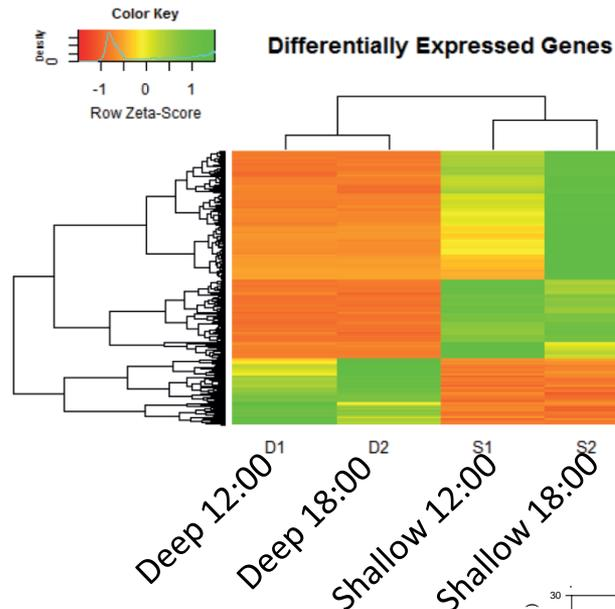 Color Key
Density
0
-1 0 1
Row Zeta-Score
Differentially Expressed Genes
D1 D2 S1 S2
Deep 12:00
Deep 18:00
Shallow 12:00
Shallow 18:00
30